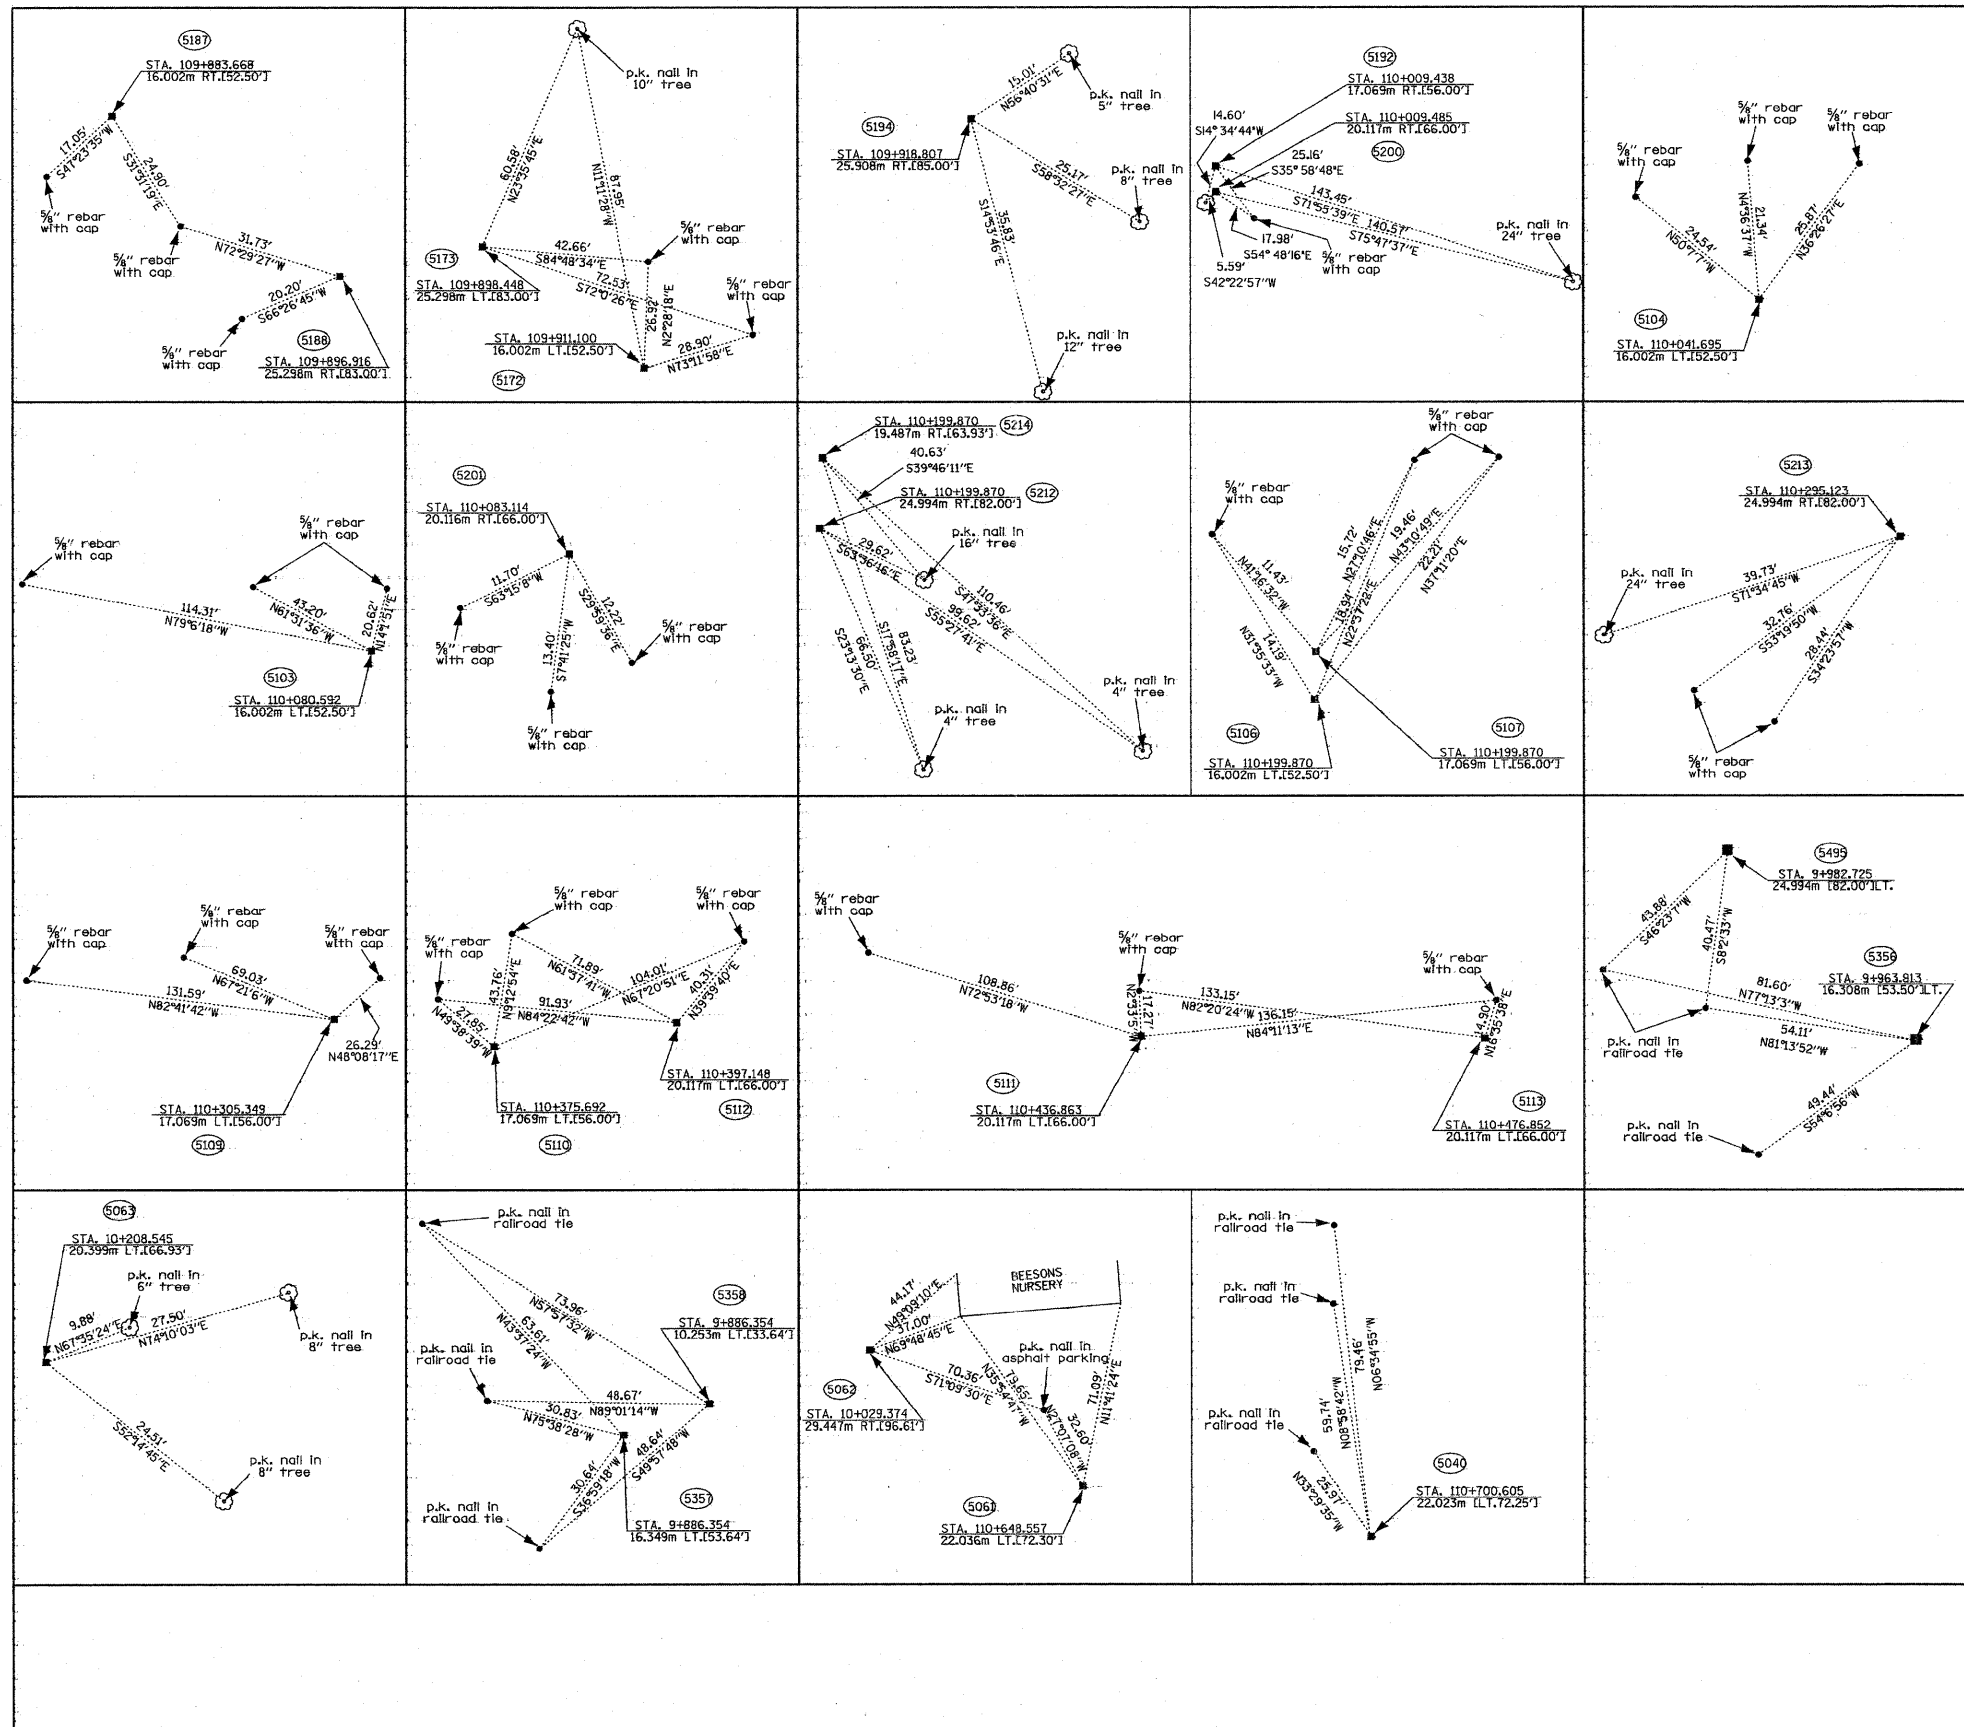 5187
STA. 109+883.668
16.002m RT.[52.50']
17.05'
S47°23'35"W
24.90'
S31°31'19"E
⅝" rebar
with cap
⅝" rebar
with cap
31.73'
N72°29'27"W
20.20'
S66°26'45"W
⅝" rebar
with cap
5188
STA. 109+896.916
25.298m RT.[83.00']
p.k. nail in
10" tree
60.58'
N23°35'45"E
87.95'
N11°11'28"W
⅝" rebar
with cap
42.66'
S84°48'34"E
5173
STA. 109+898.448
25.298m LT.[83.00']
72.53'
S72°0'26"E
26.92'
N2°28'18"E
⅝" rebar
with cap
STA. 109+911.100
16.002m LT.[52.50']
28.90'
N73°11'58"E
5172
15.01'
N56°40'31"E
p.k. nail in
5" tree
5194
STA. 109+918.807
25.908m RT.[85.00']
25.17'
S58°52'27"E
p.k. nail in
8" tree
35.83'
S14°53'46"E
p.k. nail in
12" tree
5192
STA. 110+009.438
17.069m RT.[56.00']
14.60'
S14°34'44"W
STA. 110+009.485
20.117m RT.[66.00']
5200
25.16'
S35°58'48"E
143.45'
S71°55'39"E
140.57'
S75°47'37"E
p.k. nail in
24" tree
17.98'
S54°48'16"E
⅝" rebar
with cap
5.59'
S42°22'57"W
⅝" rebar
with cap
⅝" rebar
with cap
⅝" rebar
with cap
24.54'
N50°7'7"W
21.34'
N4°36'37"W
25.87'
N36°26'27"E
5104
STA. 110+041.695
16.002m LT.[52.50']
⅝" rebar
with cap
⅝" rebar
with cap
114.31'
N79°6'18"W
43.20'
N61°31'36"W
20.62'
N14°1'51"E
5103
STA. 110+080.592
16.002m LT.[52.50']
5201
STA. 110+083.114
20.116m RT.[66.00']
11.70'
S63°15'8"W
12.22'
S29°59'36"E
13.40'
S7°41'25"W
⅝" rebar
with cap
⅝" rebar
with cap
⅝" rebar
with cap
STA. 110+199.870
19.487m RT.[63.93']
5214
40.63'
S39°46'11"E
STA. 110+199.870
24.994m RT.[82.00']
5212
29.62'
S63°56'16"E
p.k. nail in
16" tree
110.46'
S47°33'36"E
99.62'
S55°27'41"E
83.23'
S17°58'17"E
66.50'
S23°13'30"E
p.k. nail in
4" tree
p.k. nail in
4" tree
⅝" rebar
with cap
⅝" rebar
with cap
11.43'
N41°16'32"W
14.19'
N31°35'33"W
15.72'
N27°10'46"E
19.46'
N43°10'49"E
18.94'
N22°37'22"E
22.21'
N37°11'20"E
5106
STA. 110+199.870
16.002m LT.[52.50']
5107
STA. 110+199.870
17.069m LT.[56.00']
5213
STA. 110+295.123
24.994m RT.[82.00']
p.k. nail in
24" tree
39.73'
S71°34'45"W
32.76'
S53°19'50"W
28.44'
S34°23'57"W
⅝" rebar
with cap
⅝" rebar
with cap
⅝" rebar
with cap
⅝" rebar
with cap
69.03'
N67°21'6"W
131.59'
N82°41'42"W
26.29'
N48°08'17"E
STA. 110+305.349
17.069m LT.[56.00']
5109
⅝" rebar
with cap
⅝" rebar
with cap
⅝" rebar
with cap
43.76'
N9°12'54"E
71.89'
N61°37'41"W
104.01'
N67°20'51"E
40.31'
N39°39'40"E
91.93'
N84°22'42"W
27.85'
N49°38'39"W
STA. 110+397.148
20.117m LT.[66.00']
5112
STA. 110+375.692
17.069m LT.[56.00']
5110
⅝" rebar
with cap
⅝" rebar
with cap
⅝" rebar
with cap
108.86'
N72°53'18"W
17.27'
133.15'
N82°20'24"W
136.15'
N84°11'13"E
14.90'
N16°35'38"E
5111
STA. 110+436.863
20.117m LT.[66.00']
5113
STA. 110+476.852
20.117m LT.[66.00']
5495
STA. 9+982.725
24.994m [82.00']LT.
43.88'
S46°23'7"W
40.47'
S8°2'33"W
5356
STA. 9+963.813
16.308m [53.50']LT.
81.60'
N77°13'3"W
54.11'
N81°13'52"W
p.k. nail in
railroad tie
49.44'
S54°6'56"W
p.k. nail in
railroad tie
5063
STA. 10+208.545
20.399m LT.[66.93']
p.k. nail in
6" tree
9.88'
N67°35'24"E
27.50'
N74°10'03"E
p.k. nail in
8" tree
24.51'
S52°14'45"E
p.k. nail in
8" tree
p.k. nail in
railroad tie
73.96'
N57°57'32"W
63.61'
N43°37'24"W
5358
STA. 9+886.354
10.253m LT.[33.64']
p.k. nail in
railroad tie
48.67'
N89°01'14"W
30.83'
N75°38'28"W
48.64'
S49°57'48"W
30.64'
S36°59'18"W
p.k. nail in
railroad tie
5357
STA. 9+886.354
16.349m LT.[53.64']
BEESONS
NURSERY
44.17'
N49°09'10"E
37.00'
N69°48'45"E
p.k. nail in
asphalt parking
70.36'
S71°09'30"E
79.65'
N35°54'47"W
71.09'
N11°41'24"E
32.60'
N27°07'08"W
5062
STA. 10+029.374
29.447m RT.[96.61']
5061
STA. 110+648.557
22.036m LT.[72.30']
p.k. nail in
railroad tie
p.k. nail in
railroad tie
p.k. nail in
railroad tie
79.46'
N06°34'55"W
59.74'
N08°58'42"W
25.97'
N33°29'35"W
5040
STA. 110+700.605
22.023m [LT.72.25']